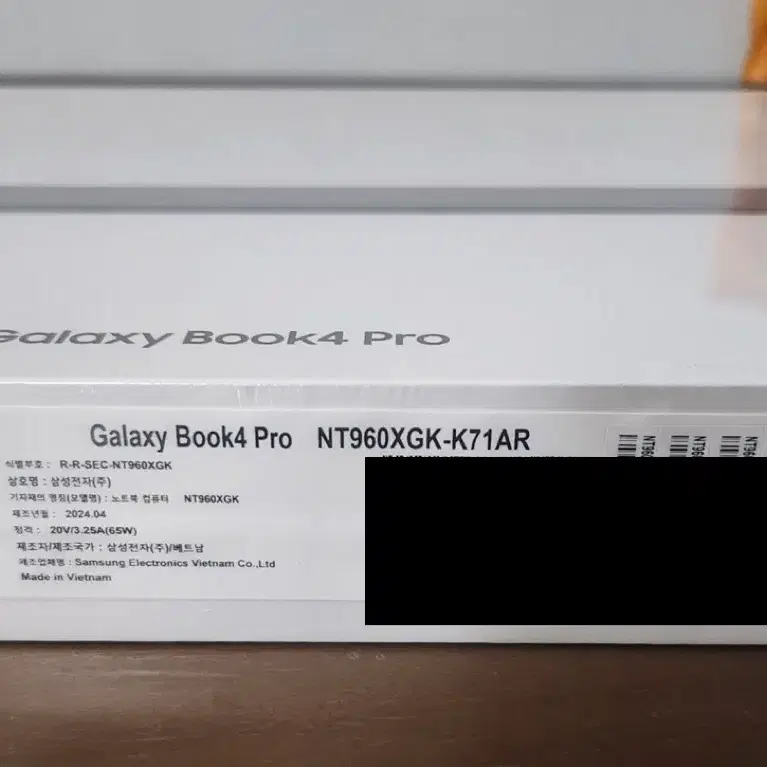 Galaxy Book4 Pro
Galaxy Book4 Pro NT960XGK-K71AR
식별부호 : R-R-SEC-NT960XGK
상호명 : 삼성전자(주)
기자재의 명칭(모델명) : 노트북 컴퓨터 NT960XGK
제조년월 : 2024.04
정격 : 20V/3.25A(65W)
제조자/제조국가 : 삼성전자(주)/베트남
제조업체명 : Samsung Electronics Vietnam Co.,Ltd
Made in Vietnam